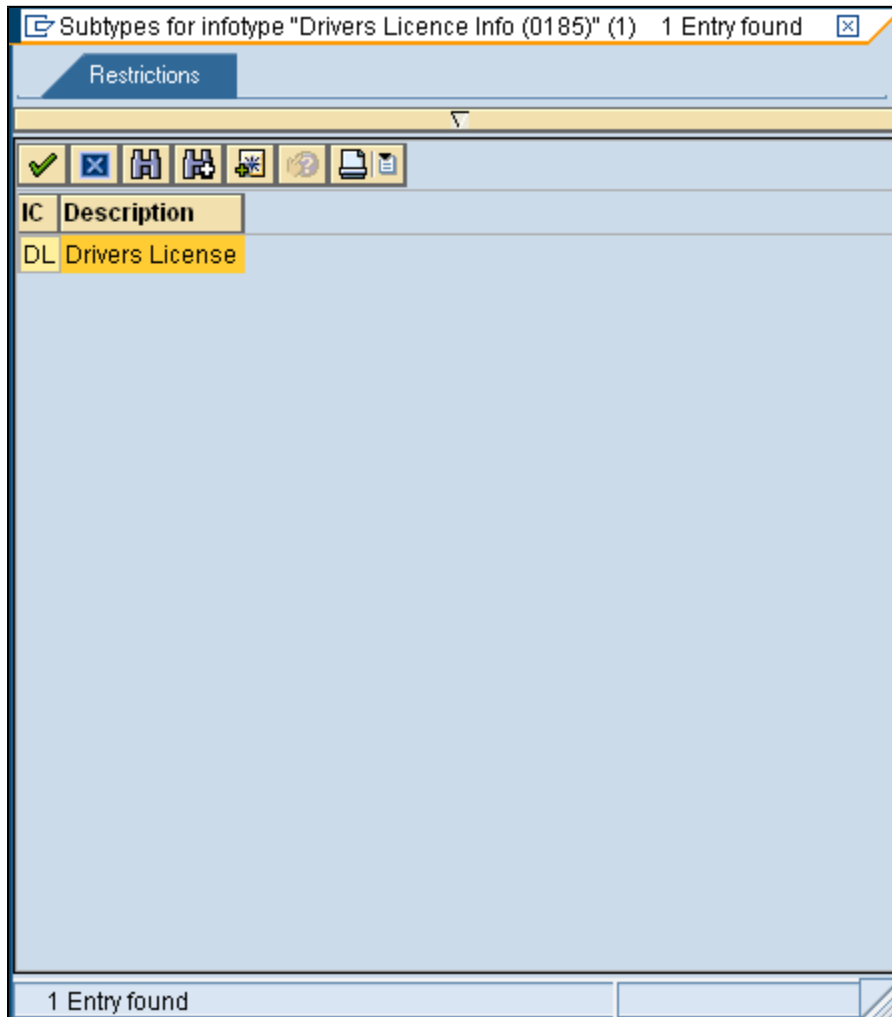 Subtypes for infotype "Drivers Licence Info (0185)" (1) 1 Entry found
Restrictions
IC Description
DL Drivers License
1 Entry found